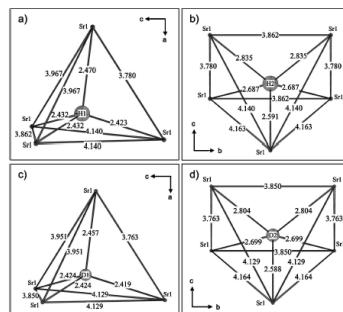 a)
c
a
Sr1
3.967
2.470
3.780
3.967
H1
2.432
2.432
2.423
3.862
Sr1
4.140
Sr1
Sr1
4.140
b)
Sr1
3.862
Sr1
2.835
2.835
3.780
H2
3.780
2.687
2.687
Sr1
3.862
Sr1
4.140
2.591
4.140
4.163
4.163
c
b
Sr1
c)
c
a
Sr1
3.951
2.457
3.763
3.951
D1
2.424
2.424
2.419
Sr1
3.850
4.129
Sr1
Sr1
4.129
d)
Sr1
3.850
Sr1
3.763
2.804
2.804
3.763
D2
2.699
2.699
Sr1
3.850
Sr1
4.129
4.129
4.164
2.588
4.164
c
b
Sr1